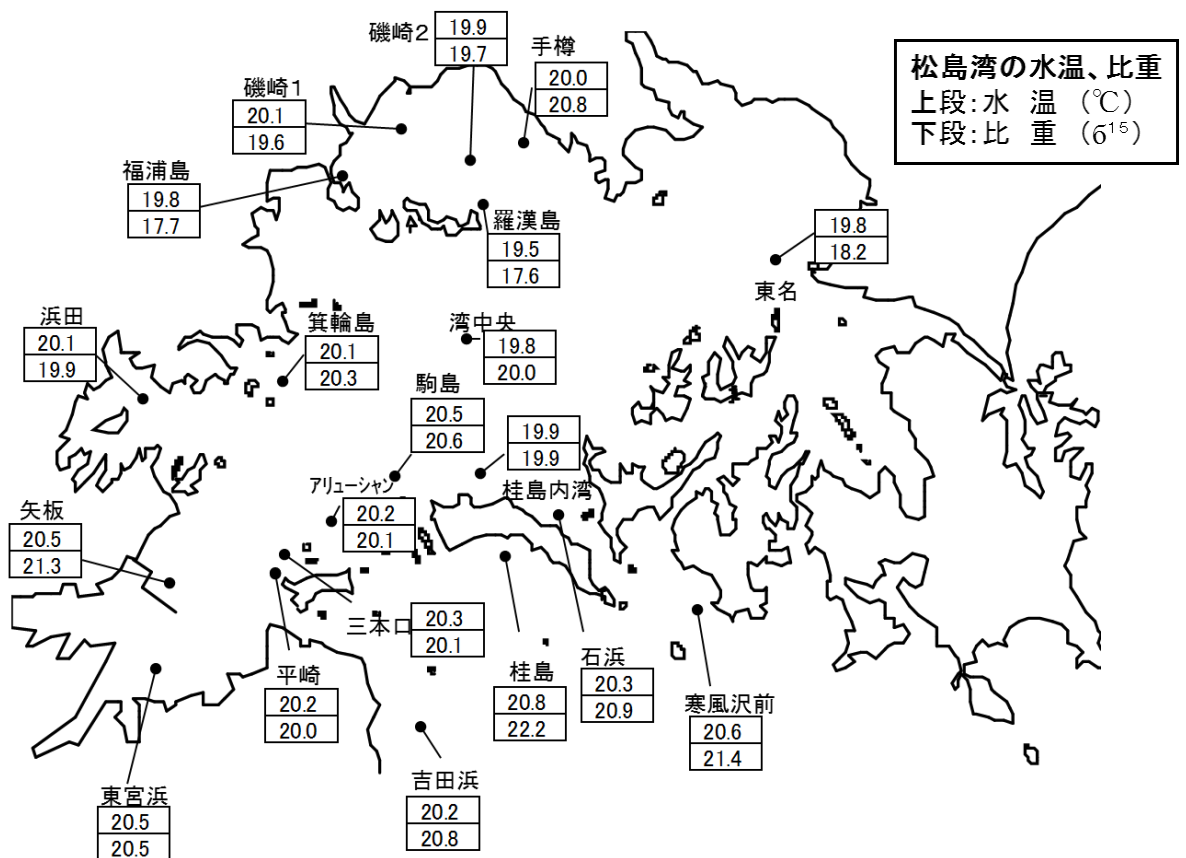 磯崎2
19.9
19.7
手樽
20.0
20.8
松島湾の水温、比重
上段:水 温 (℃)
下段:比 重 (б¹⁵)
磯崎1
20.1
19.6
福浦島
19.8
17.7
羅漢島
19.5
17.6
19.8
18.2
東名
浜田
20.1
19.9
箕輪島
20.1
20.3
湾中央
19.8
20.0
駒島
20.5
20.6
19.9
19.9
桂島内湾
アリューシャン
20.2
20.1
矢板
20.5
21.3
三本口
20.3
20.1
平崎
20.2
20.0
桂島
20.8
22.2
石浜
20.3
20.9
寒風沢前
20.6
21.4
東宮浜
20.5
20.5
吉田浜
20.2
20.8